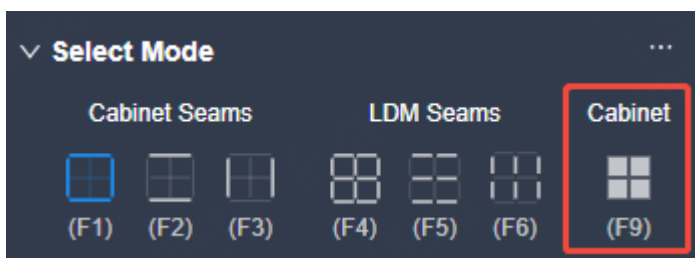 Select Mode ...
Cabinet Seams LDM Seams Cabinet
(F1) (F2) (F3) (F4) (F5) (F6) (F9)